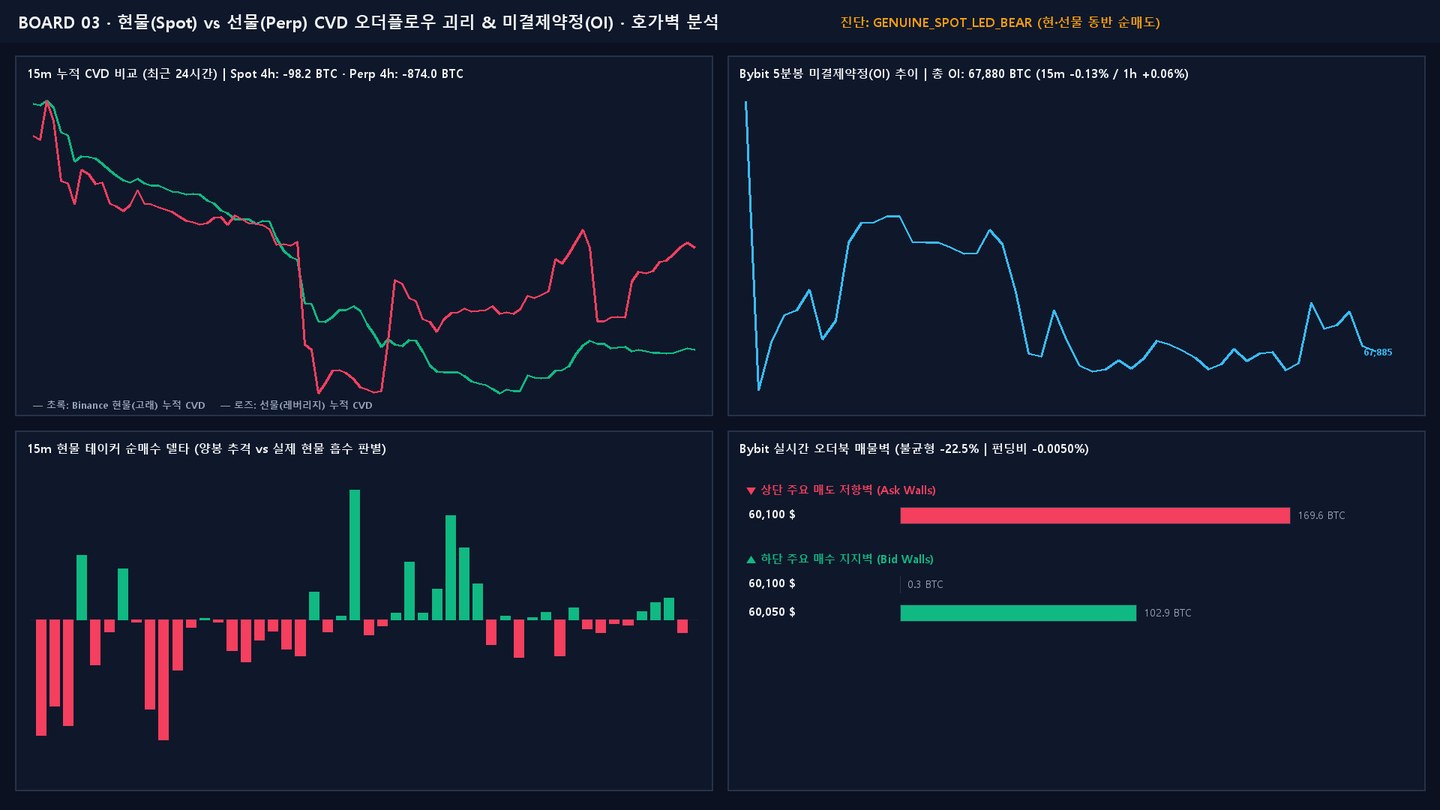 BOARD 03 · 현물(Spot) vs 선물(Perp) CVD 오더플로우 괴리 & 미결제약정(OI) · 호가벽 분석
진단: GENUINE_SPOT_LED_BEAR (현·선물 동반 순매도)
15m 누적 CVD 비교 (최근 24시간) | Spot 4h: -98.2 BTC · Perp 4h: -874.0 BTC
— 초록: Binance 현물(고래) 누적 CVD
— 로즈: 선물(레버리지) 누적 CVD
Bybit 5분봉 미결제약정(OI) 추이 | 총 OI: 67,880 BTC (15m -0.13% / 1h +0.06%)
67,885
15m 현물 테이커 순매수 델타 (양봉 추격 vs 실제 현물 흡수 판별)
Bybit 실시간 오더북 매물벽 (불균형 -22.5% | 펀딩비 -0.0050%)
▼ 상단 주요 매도 저항벽 (Ask Walls)
60,100 $ 169.6 BTC
▲ 하단 주요 매수 지지벽 (Bid Walls)
60,100 $ 0.3 BTC
60,050 $ 102.9 BTC